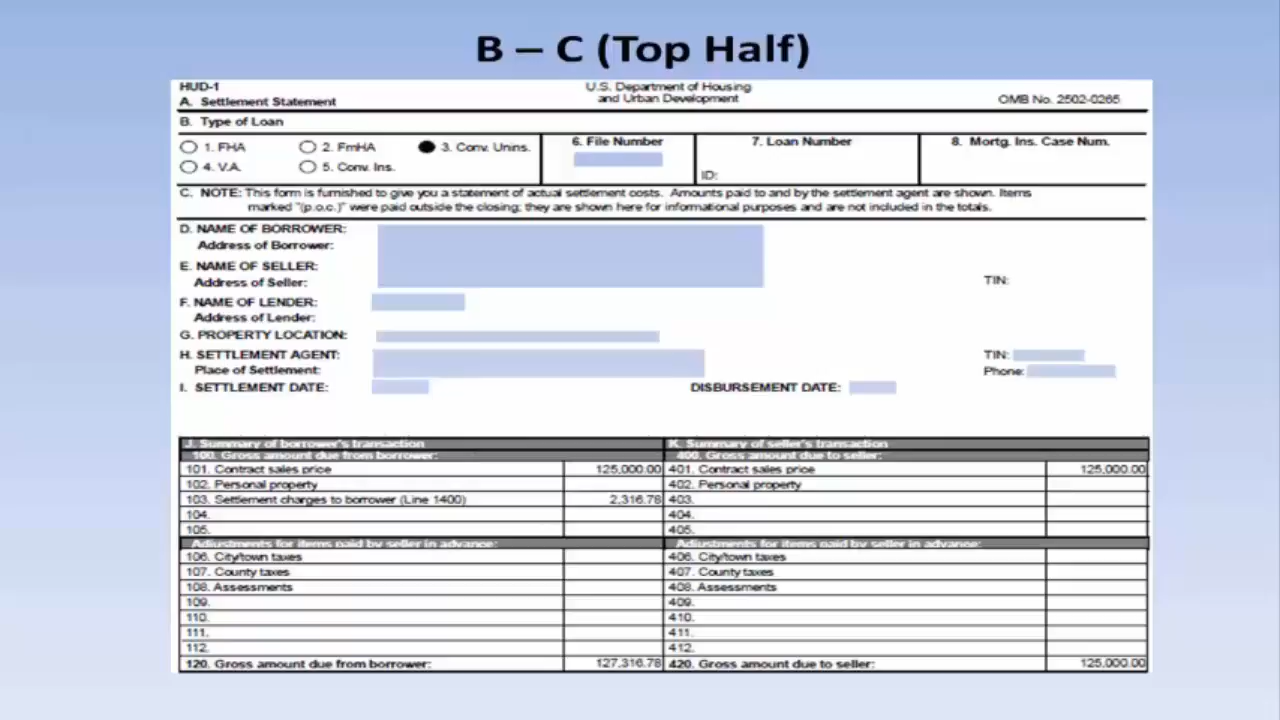 B – C (Top Half)
HUD-1
U.S. Department of Housing
and Urban Development
A. Settlement Statement
OMB No. 2502-0265
B. Type of Loan
1. FHA 2. FmHA 3. Conv. Unins.
4. V.A. 5. Conv. Ins.
6. File Number
7. Loan Number
ID:
8. Mortg. Ins. Case Num.
C. NOTE: This form is furnished to give you a statement of actual settlement costs. Amounts paid to and by the settlement agent are shown. Items
marked "(p.o.c.)" were paid outside the closing; they are shown here for informational purposes and are not included in the totals.
D. NAME OF BORROWER:
Address of Borrower:
E. NAME OF SELLER:
Address of Seller: TIN:
F. NAME OF LENDER:
Address of Lender:
G. PROPERTY LOCATION:
H. SETTLEMENT AGENT: TIN:
Place of Settlement: Phone:
I. SETTLEMENT DATE: DISBURSEMENT DATE:
J. Summary of borrower's transaction K. Summary of seller's transaction
100. Gross amount due from borrower: 400. Gross amount due to seller:
101. Contract sales price 125,000.00 401. Contract sales price 125,000.00
102. Personal property 402. Personal property
103. Settlement charges to borrower (Line 1400) 2,316.78 403.
104. 404.
105. 405.
Adjustments for items paid by seller in advance: Adjustments for items paid by seller in advance:
106. City/town taxes 406. City/town taxes
107. County taxes 407. County taxes
108. Assessments 408. Assessments
109. 409.
110. 410.
111. 411.
112. 412.
120. Gross amount due from borrower: 127,316.78 420. Gross amount due to seller: 125,000.00